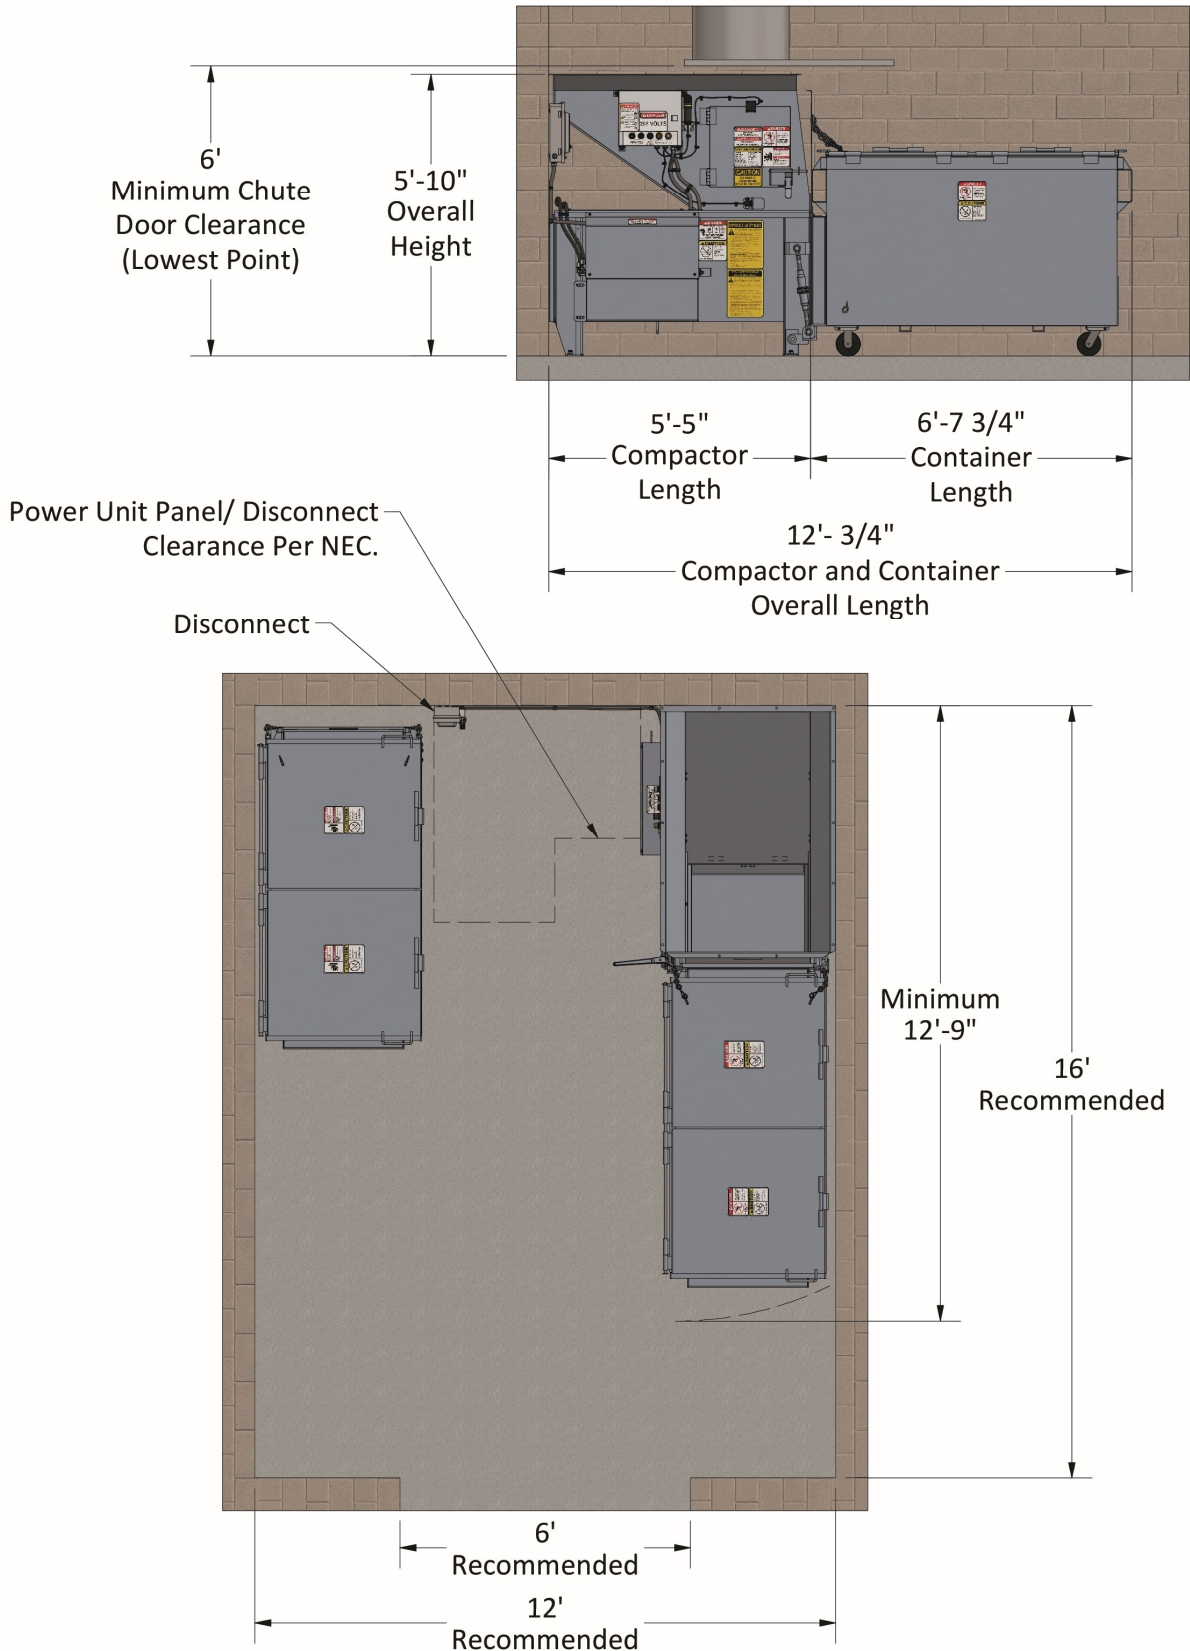 6'
Minimum Chute
Door Clearance
(Lowest Point)
5'-10"
Overall
Height
VOLTS
CAUTION
5'-5"
Compactor
Length
6'-7 3/4"
Container
Length
12'- 3/4"
Compactor and Container
Overall Length
Power Unit Panel/ Disconnect
Clearance Per NEC.
Disconnect
Minimum
12'-9"
16'
Recommended
6'
Recommended
12'
Recommended